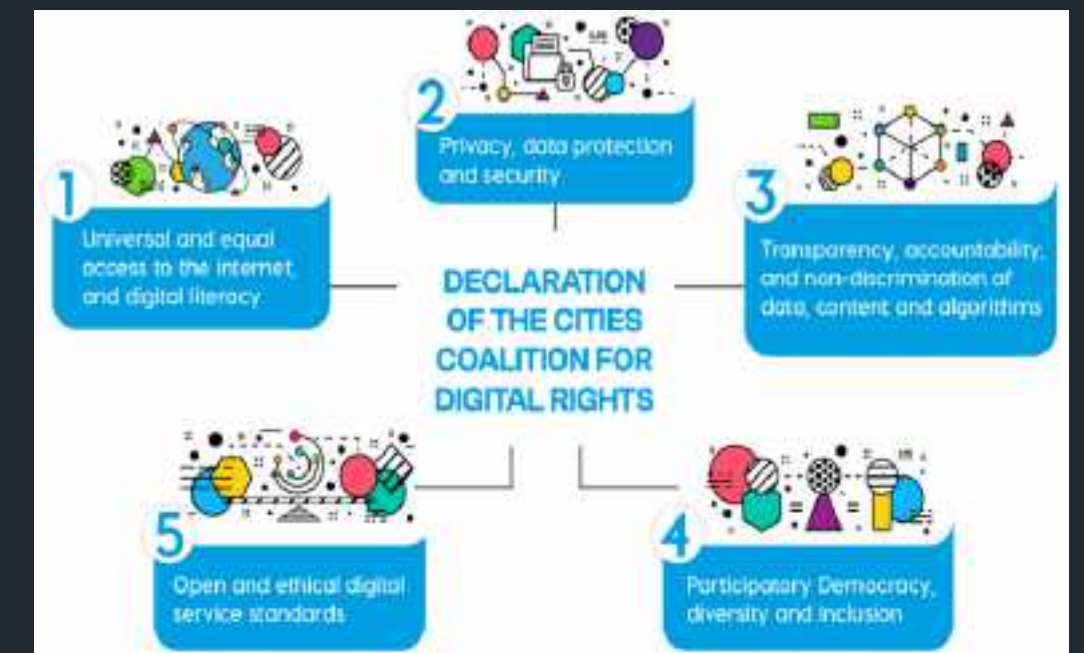 1
Universal and equal
access to the internet,
and digital literacy
2
Privacy, data protection
and security
3
Transparency, accountability,
and non-discrimination of
data, content and algorithms
DECLARATION
OF THE CITIES
COALITION FOR
DIGITAL RIGHTS
5
Open and ethical digital
service standards
4
Participatory Democracy,
diversity and inclusion